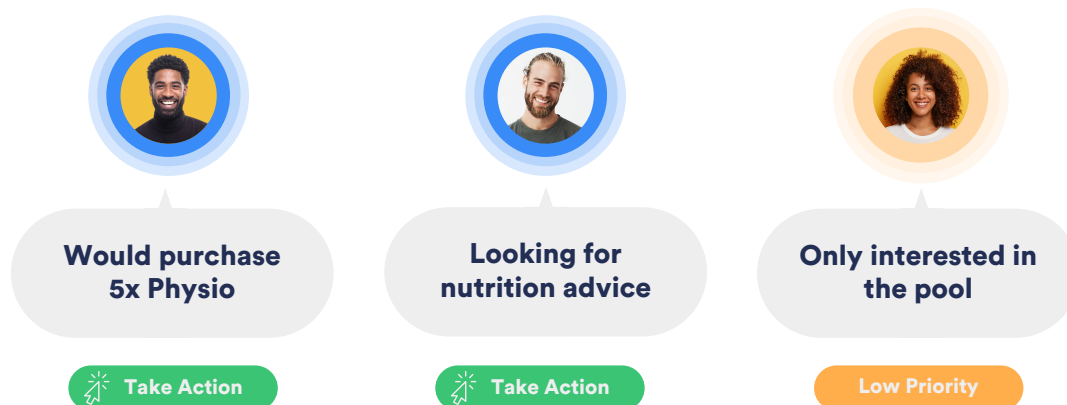 Would purchase
5x Physio
Take Action
Looking for
nutrition advice
Take Action
Only interested in
the pool
Low Priority